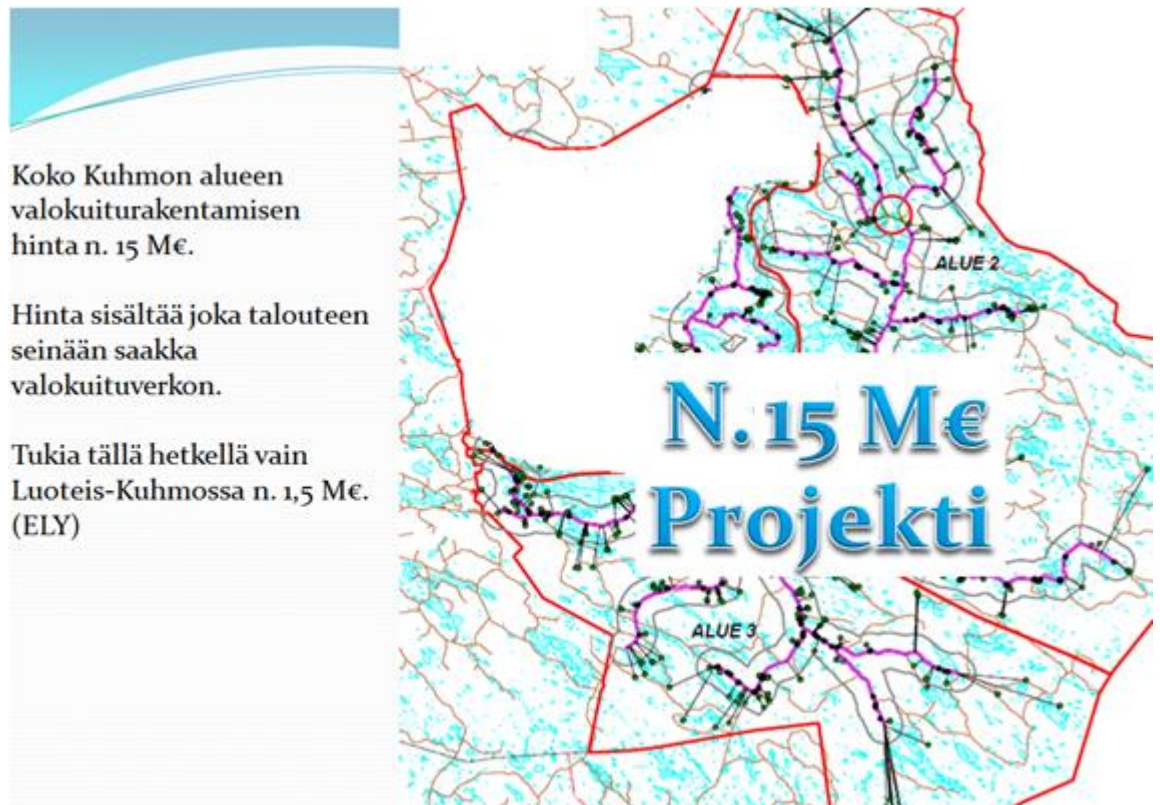 Koko Kuhmon alueen
valokuiturakentamisen
hinta n. 15 M€.
Hinta sisältää joka talouteen
seinään saakka
valokuituverkon.
Tukia tällä hetkellä vain
Luoteis-Kuhmossa n. 1,5 M€.
(ELY)
ALUE 2
N. 15 M€
Projekti
ALUE 3